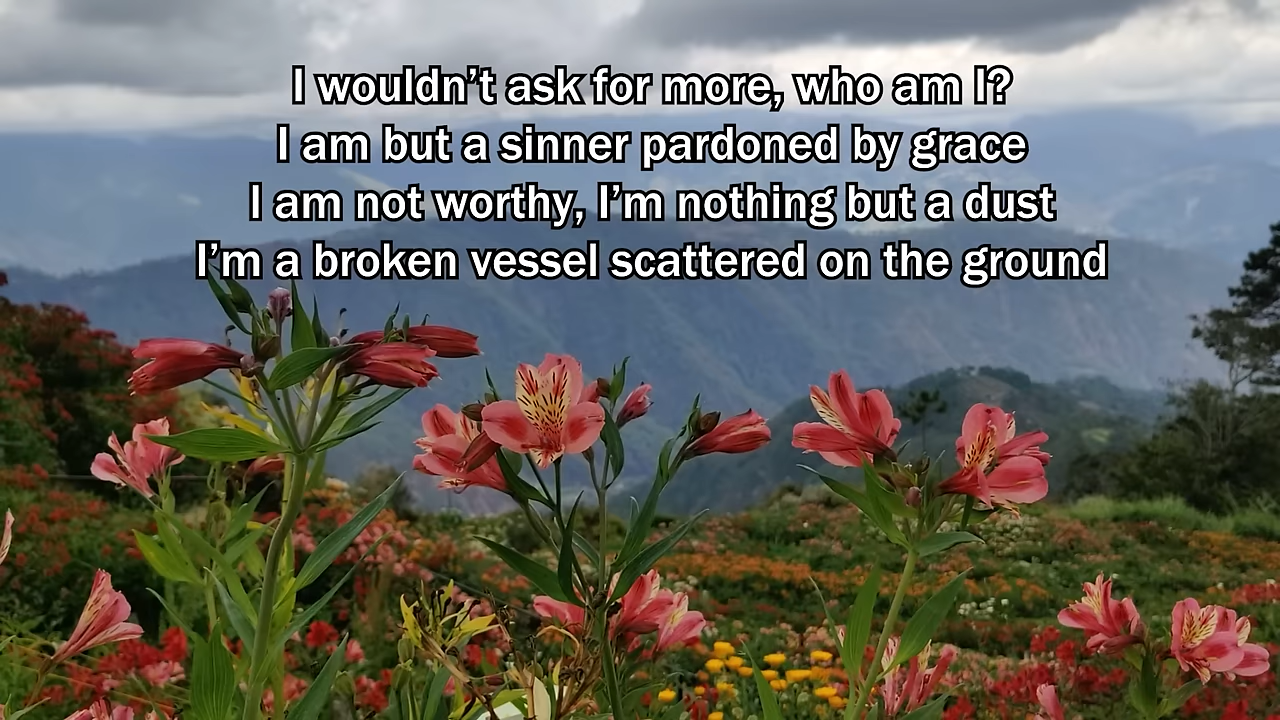 I wouldn’t ask for more, who am I?
I am but a sinner pardoned by grace
I am not worthy, I’m nothing but a dust
I’m a broken vessel scattered on the ground